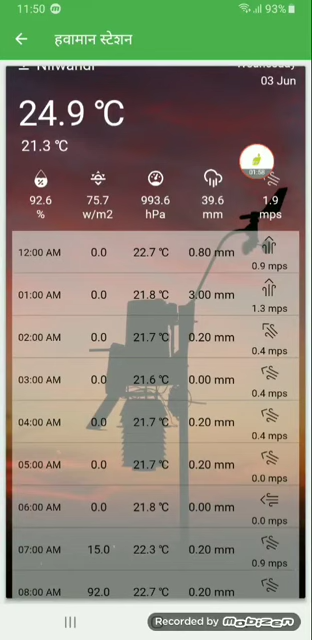 11:50 93%
हवामान स्टेशन
Nilwandi Wednesday
03 Jun
24.9 °C
21.3 °C
01:58
92.6 75.7 993.6 39.6 1.9
% w/m2 hPa mm mps
12:00 AM 0.0 22.7 °C 0.80 mm
0.9 mps
01:00 AM 0.0 21.8 °C 3.00 mm
1.3 mps
02:00 AM 0.0 21.7 °C 0.20 mm
0.4 mps
03:00 AM 0.0 21.6 °C 0.00 mm
0.4 mps
04:00 AM 0.0 21.7 °C 0.20 mm
0.4 mps
05:00 AM 0.0 21.7 °C 0.20 mm
0.0 mps
06:00 AM 0.0 21.8 °C 0.00 mm
0.0 mps
07:00 AM 15.0 22.3 °C 0.20 mm
0.9 mps
08:00 AM 92.0 22.7 °C 0.20 mm
Recorded by Mobizen